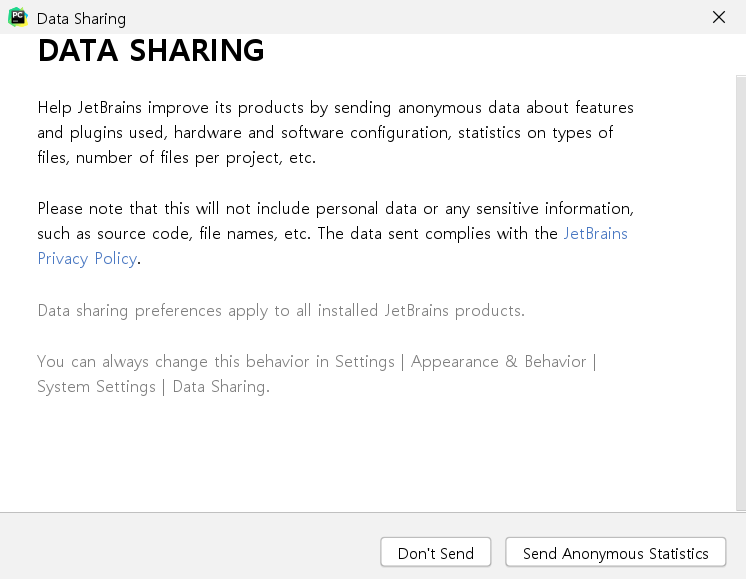 PC
Data Sharing
DATA SHARING
Help JetBrains improve its products by sending anonymous data about features
and plugins used, hardware and software configuration, statistics on types of
files, number of files per project, etc.
Please note that this will not include personal data or any sensitive information,
such as source code, file names, etc. The data sent complies with the JetBrains
Privacy Policy.
Data sharing preferences apply to all installed JetBrains products.
You can always change this behavior in Settings | Appearance & Behavior |
System Settings | Data Sharing.
Don't Send
Send Anonymous Statistics